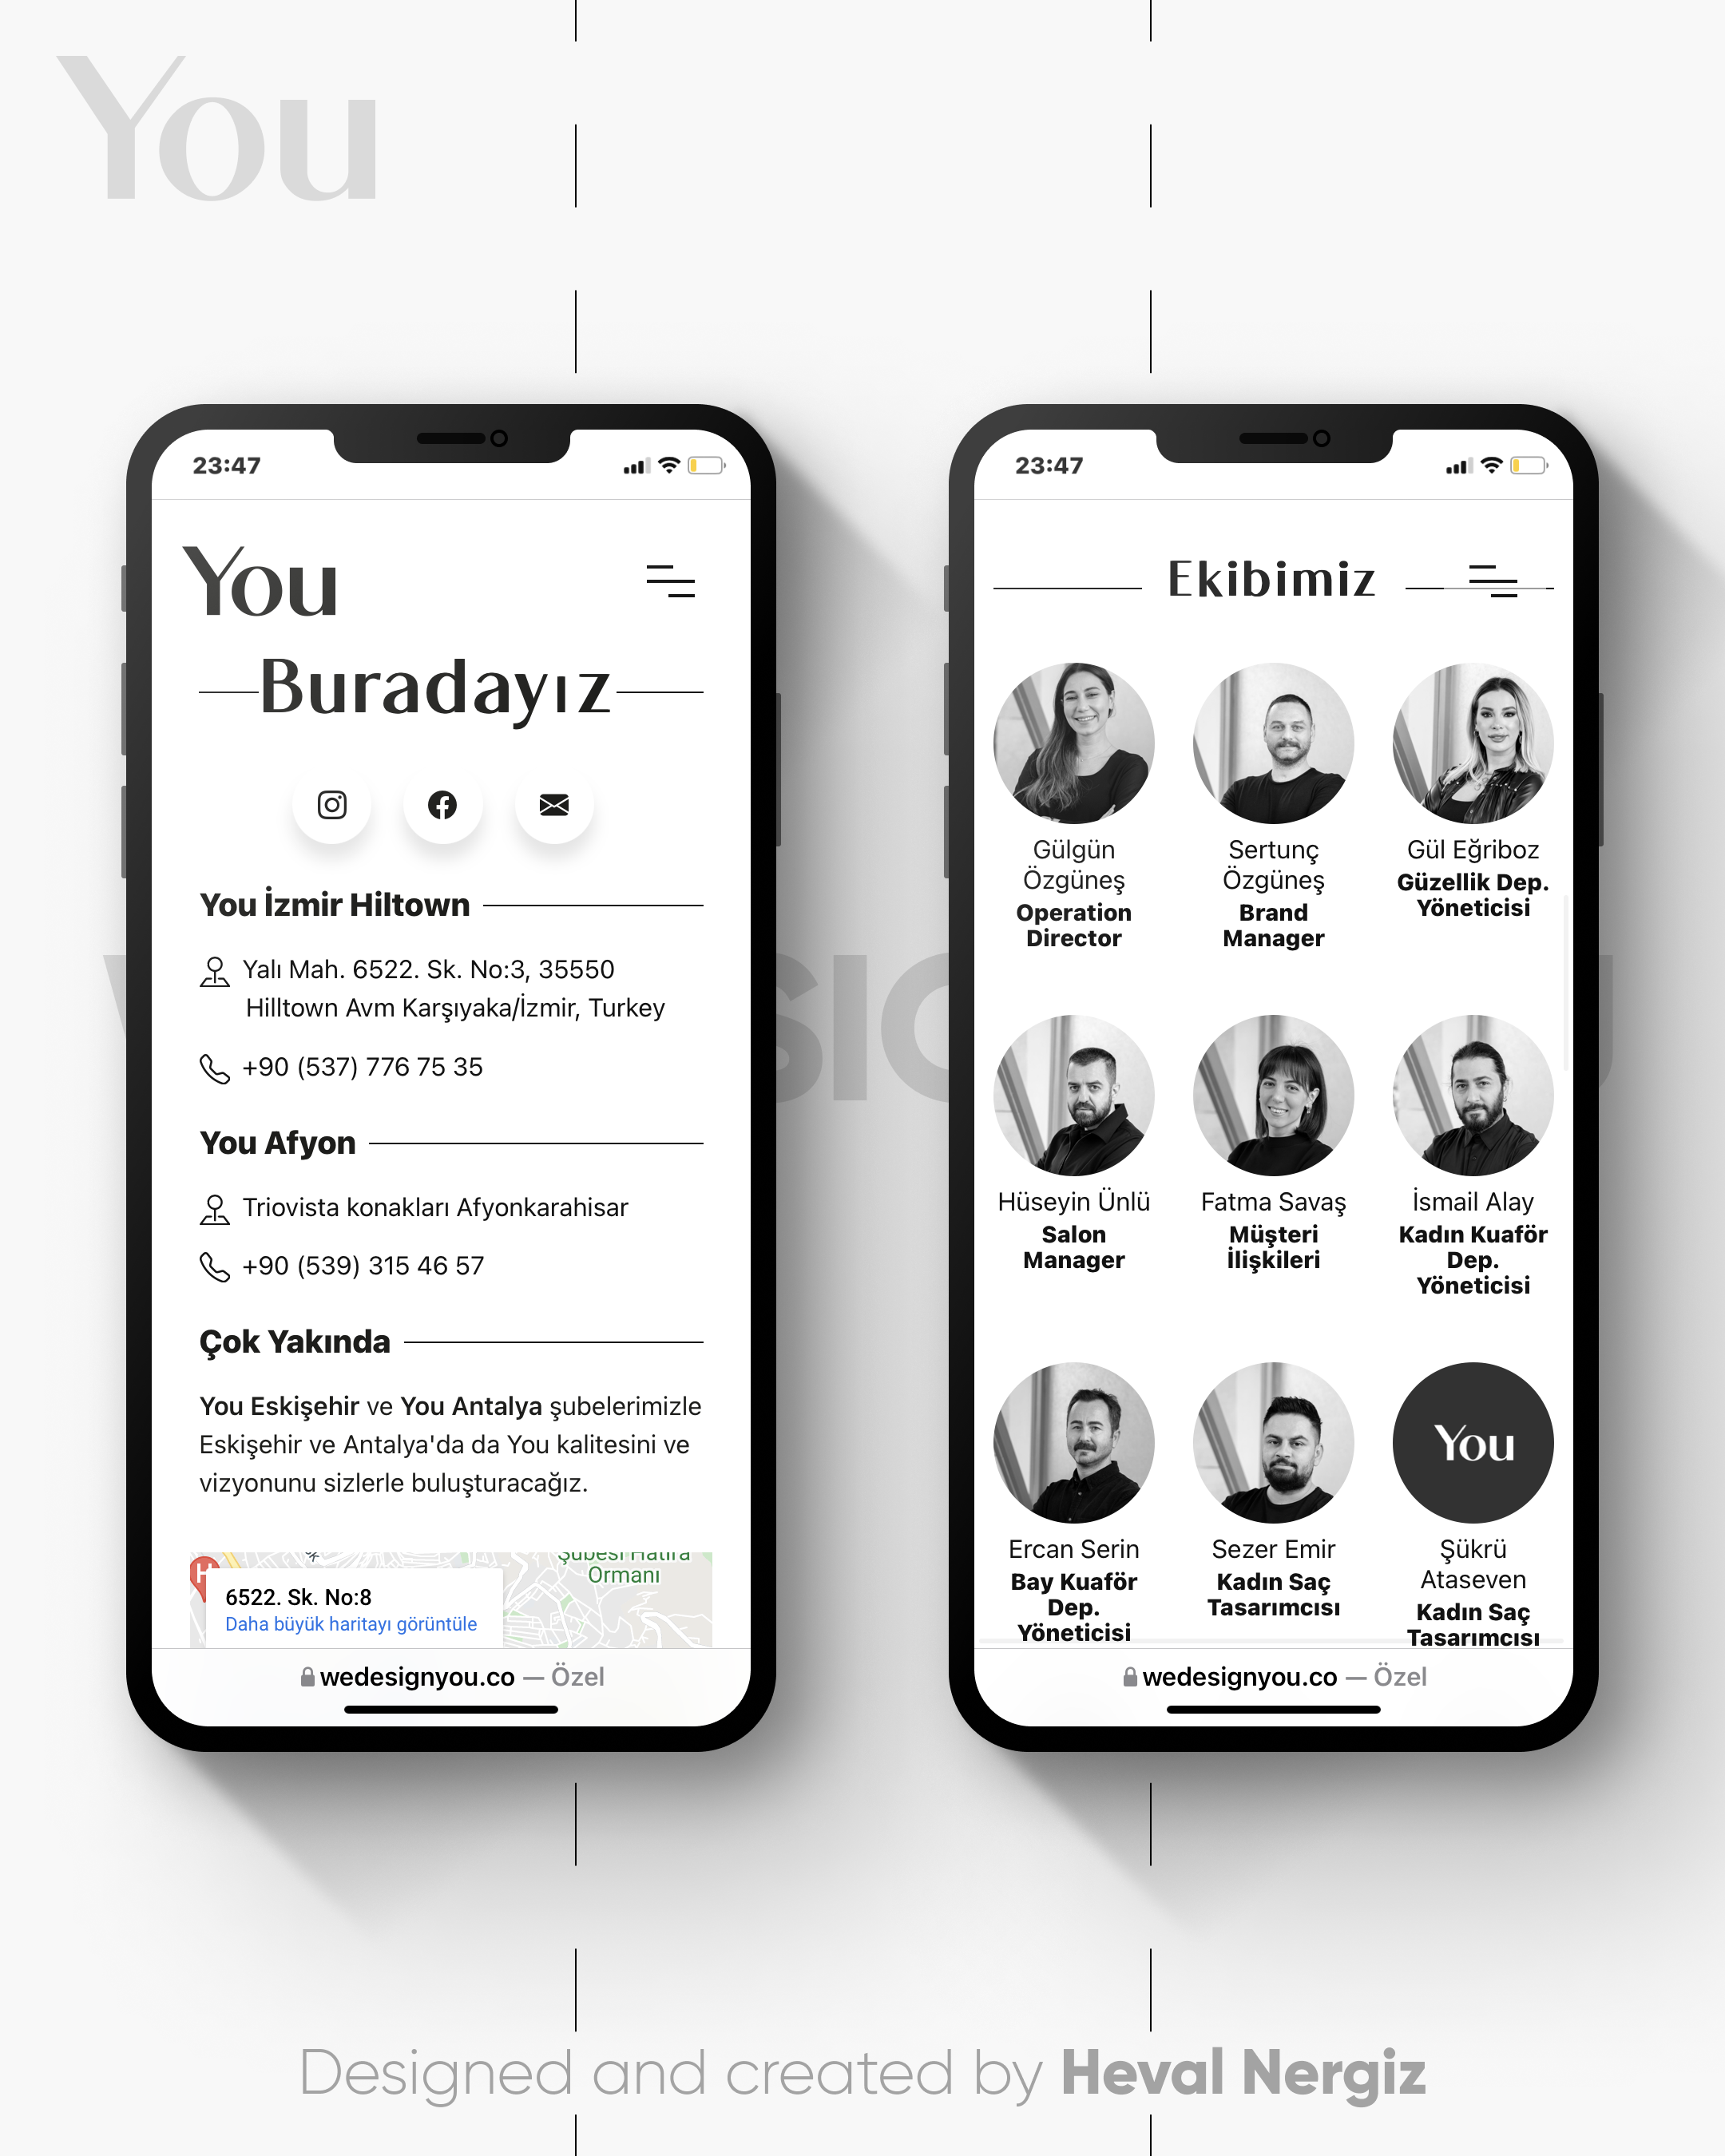 You
23:47
You
Buradayız
You İzmir Hiltown
Yalı Mah. 6522. Sk. No:3, 35550
Hilltown Avm Karşıyaka/İzmir, Turkey
+90 (537) 776 75 35
You Afyon
Triovista konakları Afyonkarahisar
+90 (539) 315 46 57
Çok Yakında
You Eskişehir ve You Antalya şubelerimizle
Eskişehir ve Antalya'da da You kalitesini ve
vizyonunu sizlerle buluşturacağız.
Şubesi Hatıra
Ormanı
H
6522. Sk. No:8
Daha büyük haritayı görüntüle
wedesignyou.co — Özel
23:47
Ekibimiz
Gülgün
Özgüneş
Operation
Director
Sertunç
Özgüneş
Brand
Manager
Gül Eğriboz
Güzellik Dep.
Yöneticisi
Hüseyin Ünlü
Salon
Manager
Fatma Savaş
Müşteri
İlişkileri
İsmail Alay
Kadın Kuaför
Dep.
Yöneticisi
Ercan Serin
Bay Kuaför
Dep.
Yöneticisi
Sezer Emir
Kadın Saç
Tasarımcısı
You
Şükrü
Ataseven
Kadın Saç
Tasarımcısı
wedesignyou.co — Özel
Designed and created by Heval Nergiz